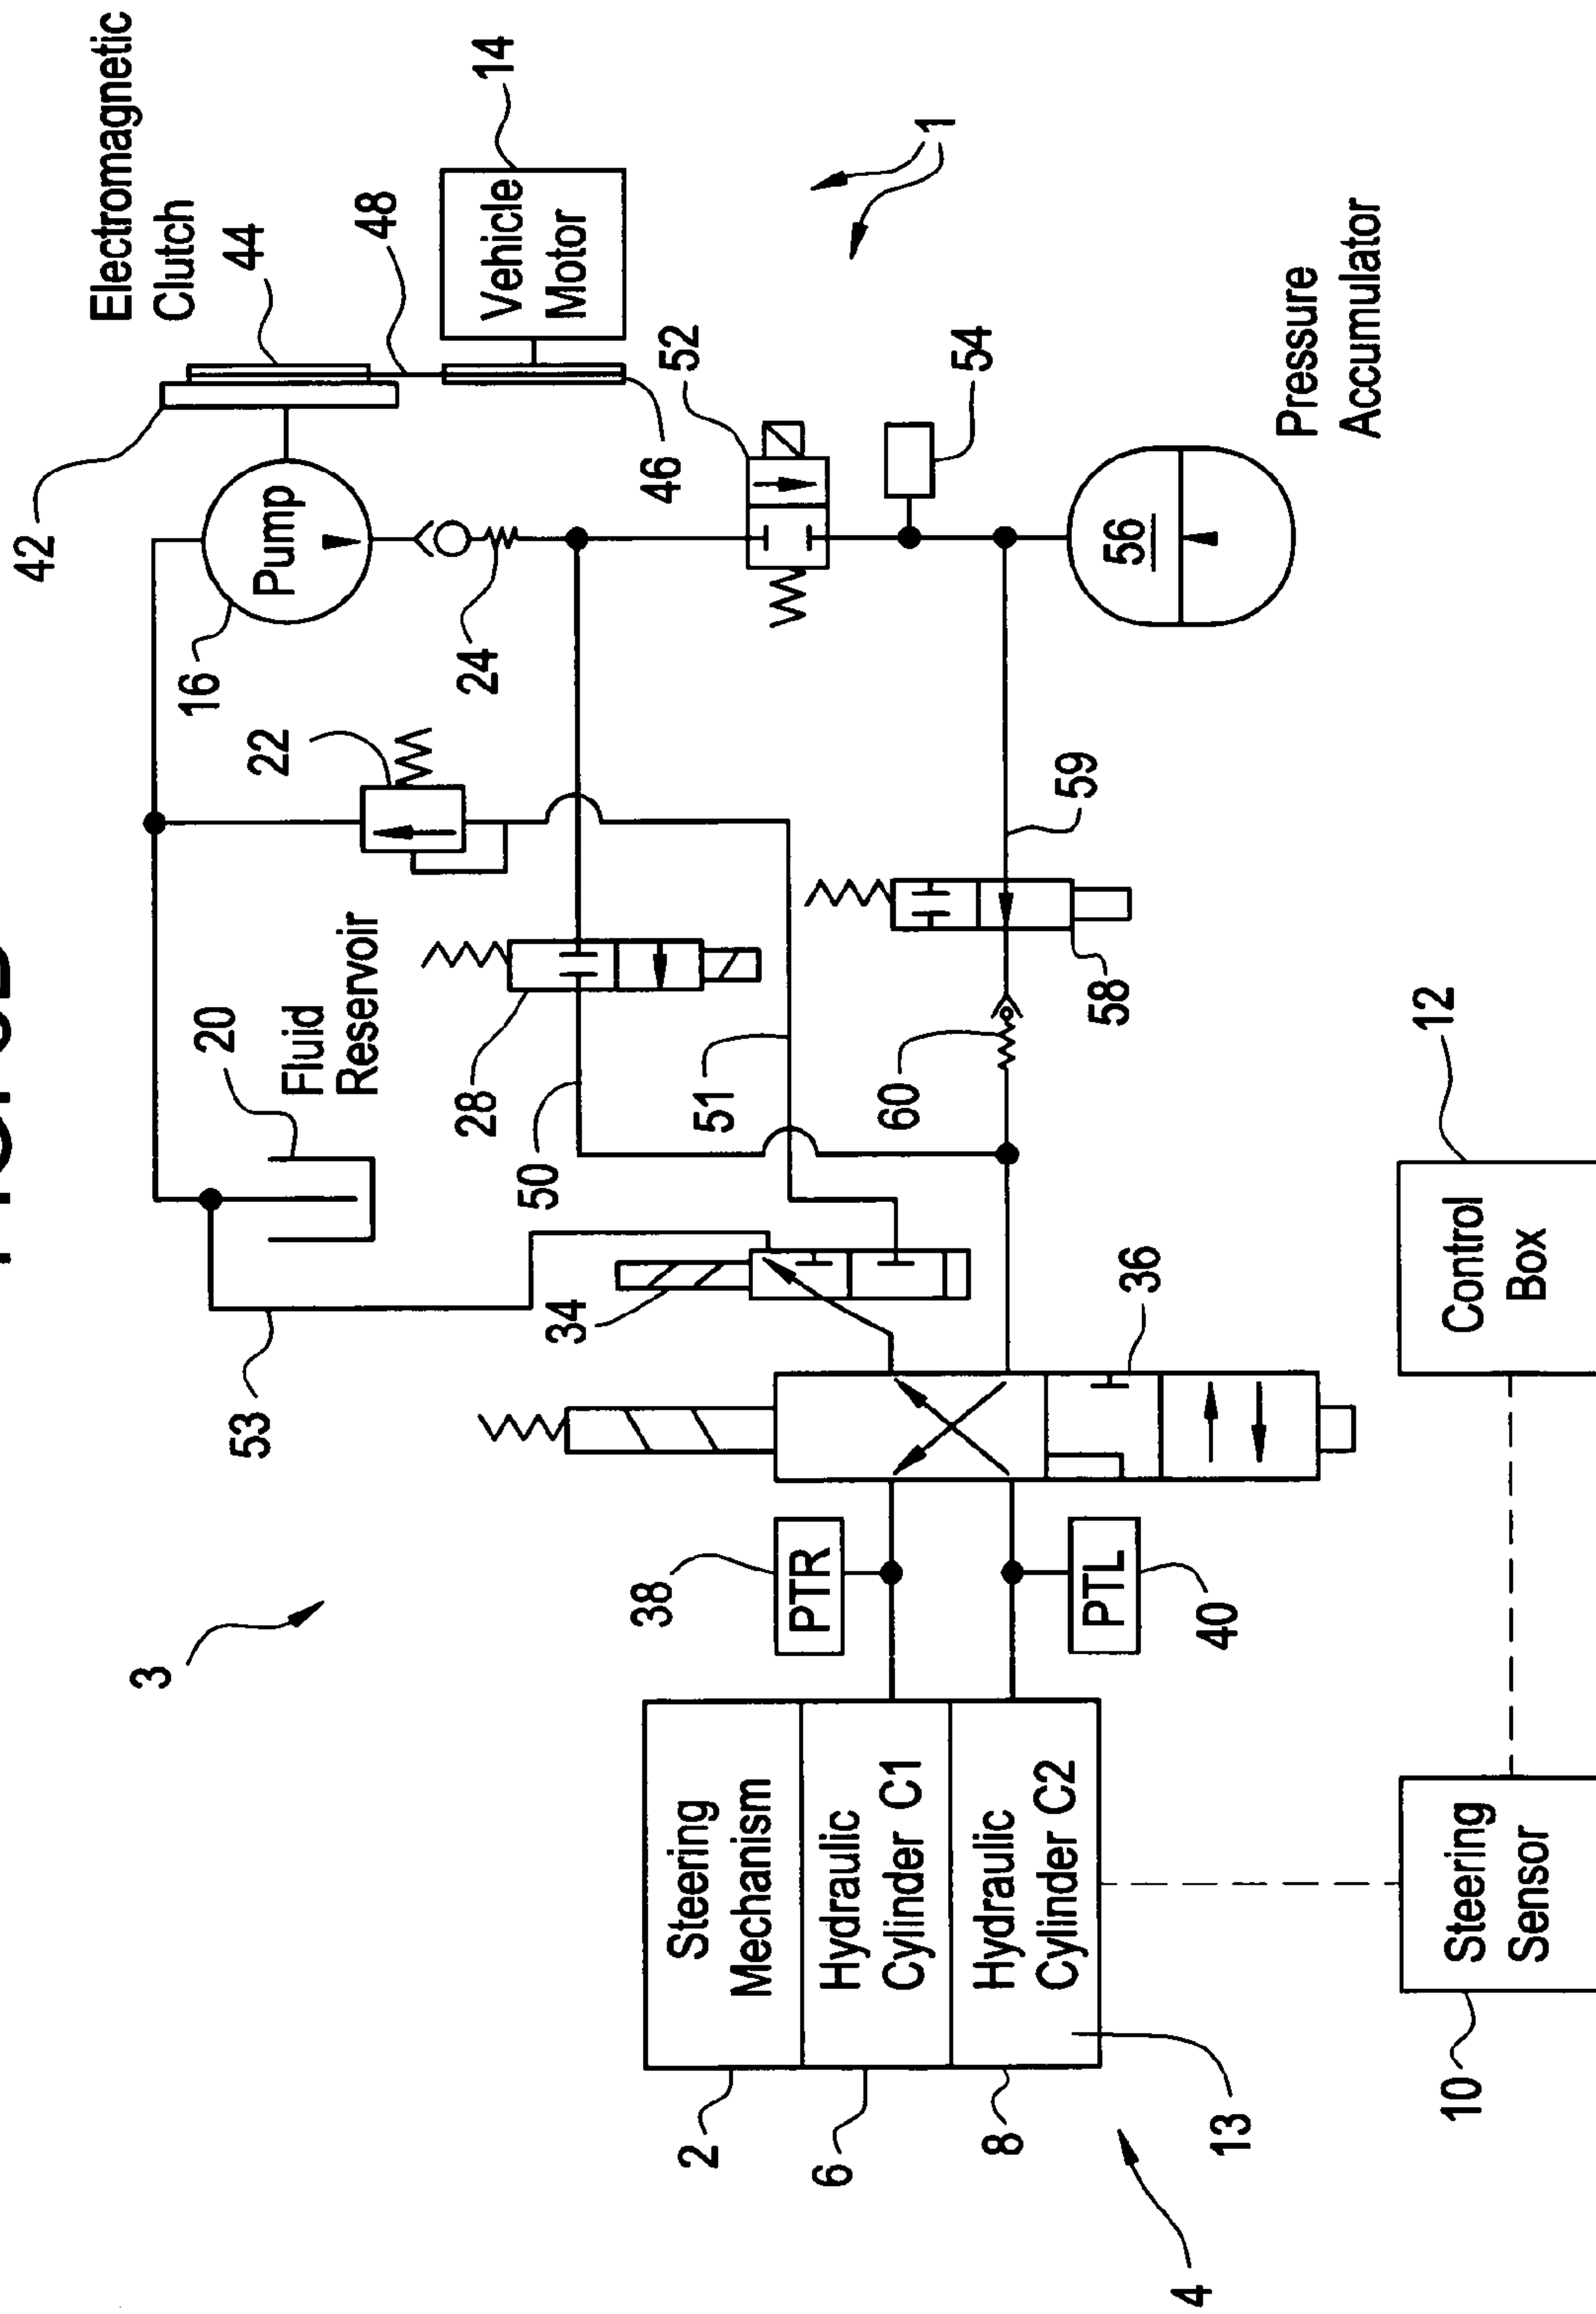 Electromagnetic
Clutch
42
44
48
14
Vehicle
Motor
Pump
16
24
46
52
1
54
22
20
Fluid
Reservoir
28
50
51
59
58
60
56
Pressure
Accumulator
53
34
36
12
Control
Box
3
38
PTR
PTL
40
Steering
Mechanism
Hydraulic
Cylinder C1
Hydraulic
Cylinder C2
2
6
8
13
4
10
Steering
Sensor